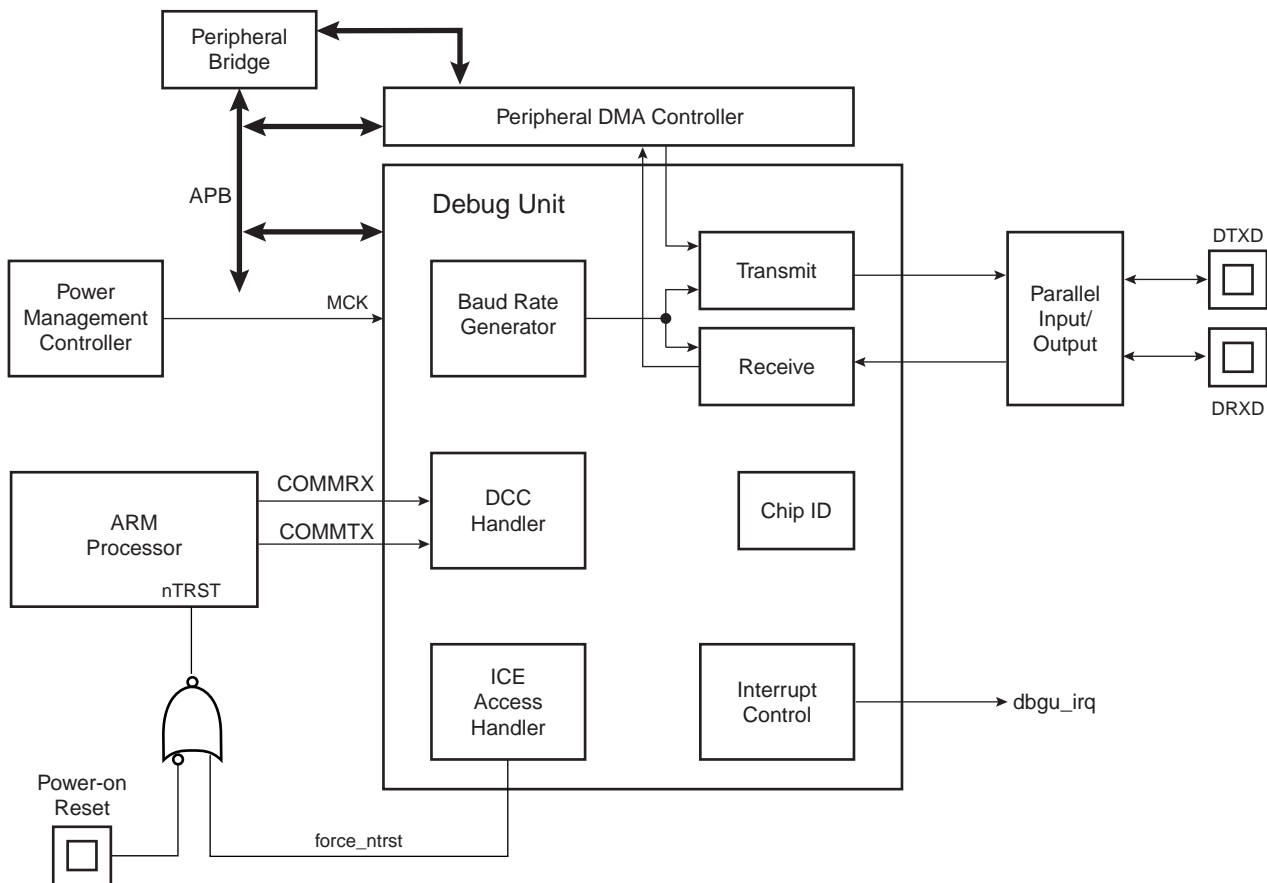 Peripheral
Bridge
Peripheral DMA Controller
APB
Debug Unit
Power
Management
Controller
MCK
Baud Rate
Generator
Transmit
Receive
Parallel
Input/
Output
DTXD
DRXD
ARM
Processor
nTRST
COMMRX
COMMTX
DCC
Handler
Chip ID
ICE
Access
Handler
Interrupt
Control
dbgu_irq
Power-on
Reset
force_ntrst